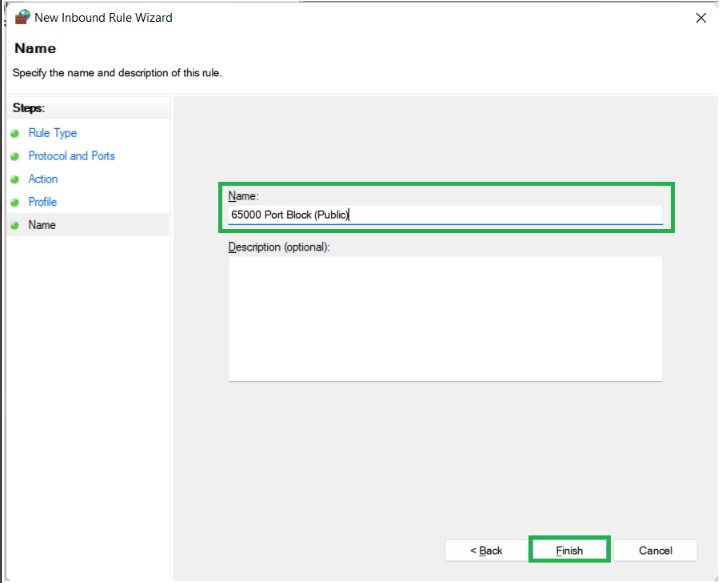 New Inbound Rule Wizard
Name
Specify the name and description of this rule.
Steps:
Rule Type
Protocol and Ports
Action
Profile
Name
Name:
65000 Port Block (Public)
Description (optional):
< Back
Finish
Cancel